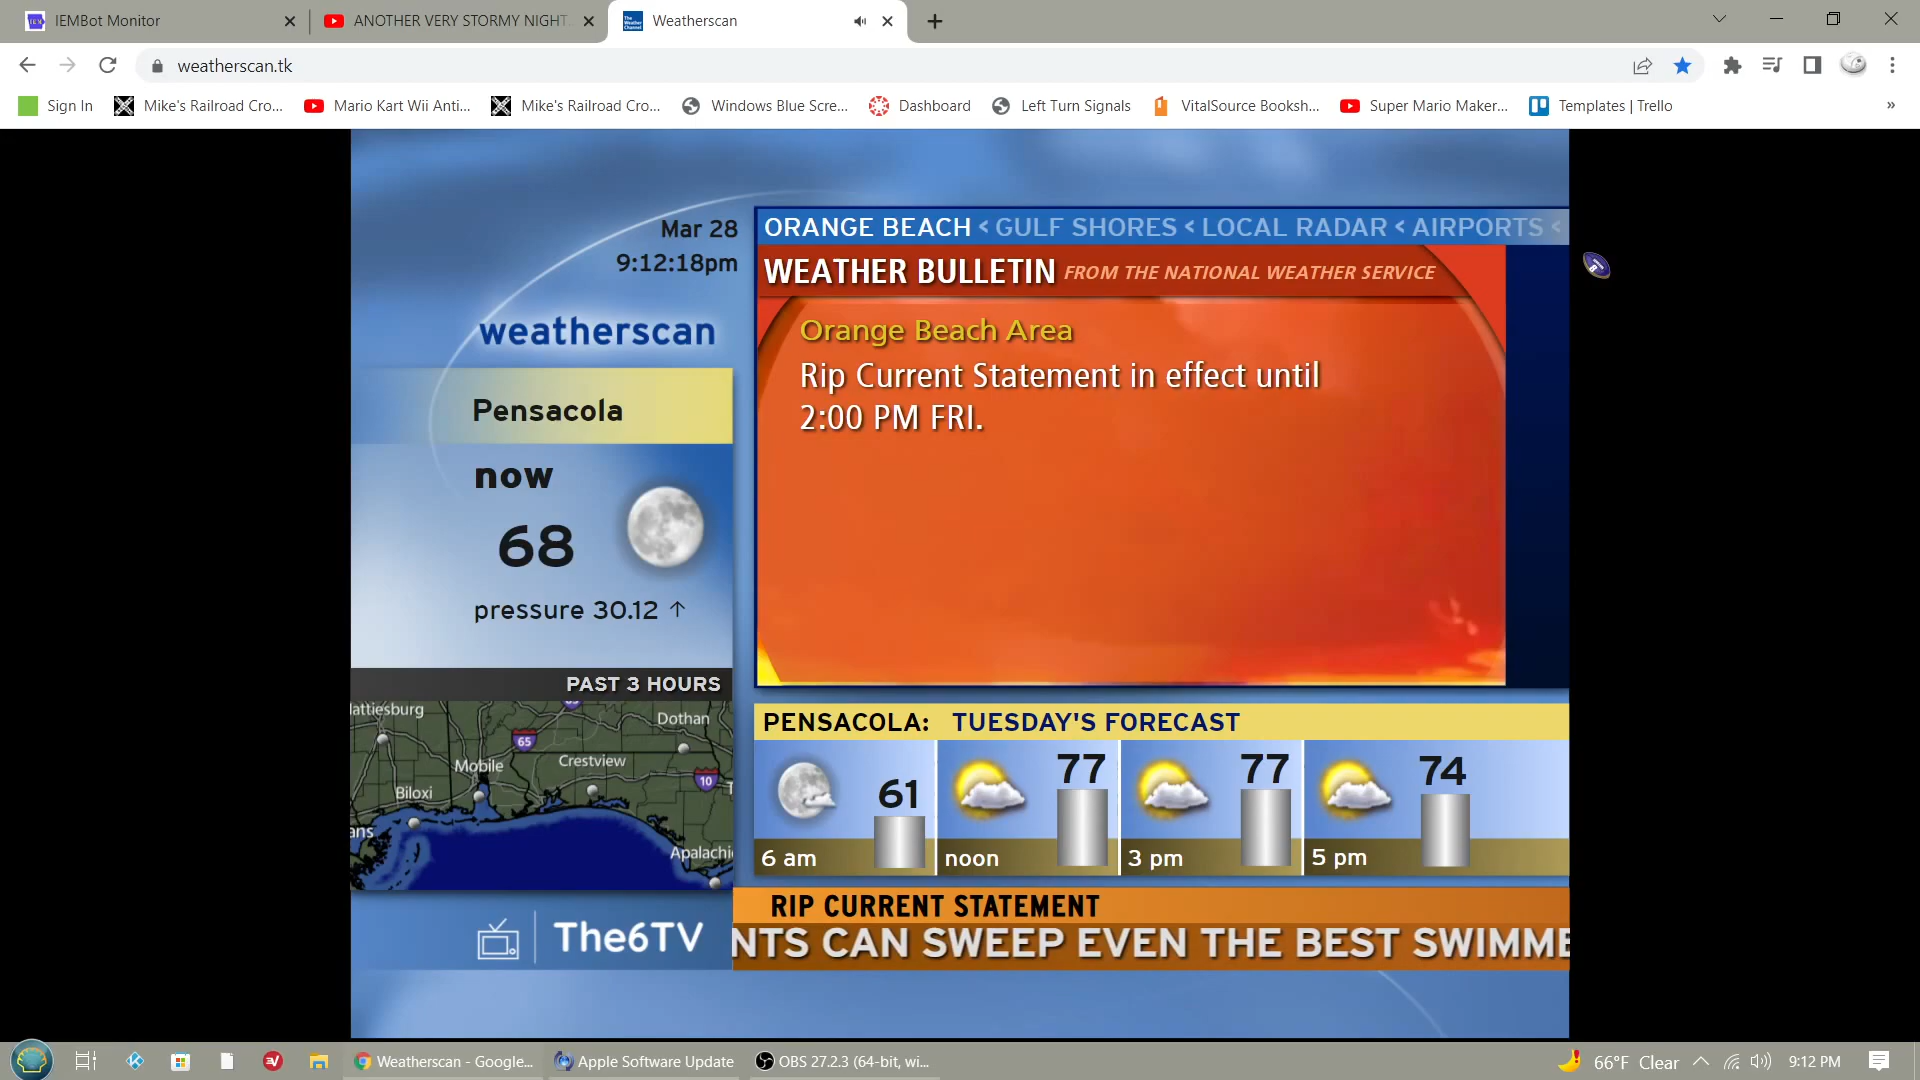 IEMBot Monitor
ANOTHER VERY STORMY NIGHT
Weatherscan
weatherscan.tk
Sign In
Mike's Railroad Cro...
Mario Kart Wii Anti...
Mike's Railroad Cro...
Windows Blue Scre...
Dashboard
Left Turn Signals
VitalSource Booksh...
Super Mario Maker...
Templates | Trello
»
Mar 28
9:12:18pm
weatherscan
Pensacola
now
68
pressure 30.12 ↑
PAST 3 HOURS
attiesburg
Dothan
65
Mobile
Crestview
10
Biloxi
ans
Apalachi
The6TV
ORANGE BEACH < GULF SHORES < LOCAL RADAR < AIRPORTS <
WEATHER BULLETIN FROM THE NATIONAL WEATHER SERVICE
Orange Beach Area
Rip Current Statement in effect until
2:00 PM FRI.
PENSACOLA: TUESDAY'S FORECAST
61
77
77
74
6 am
noon
3 pm
5 pm
RIP CURRENT STATEMENT
NTS CAN SWEEP EVEN THE BEST SWIMME
Weatherscan - Google...
Apple Software Update
OBS 27.2.3 (64-bit, wi...
66°F Clear
9:12 PM